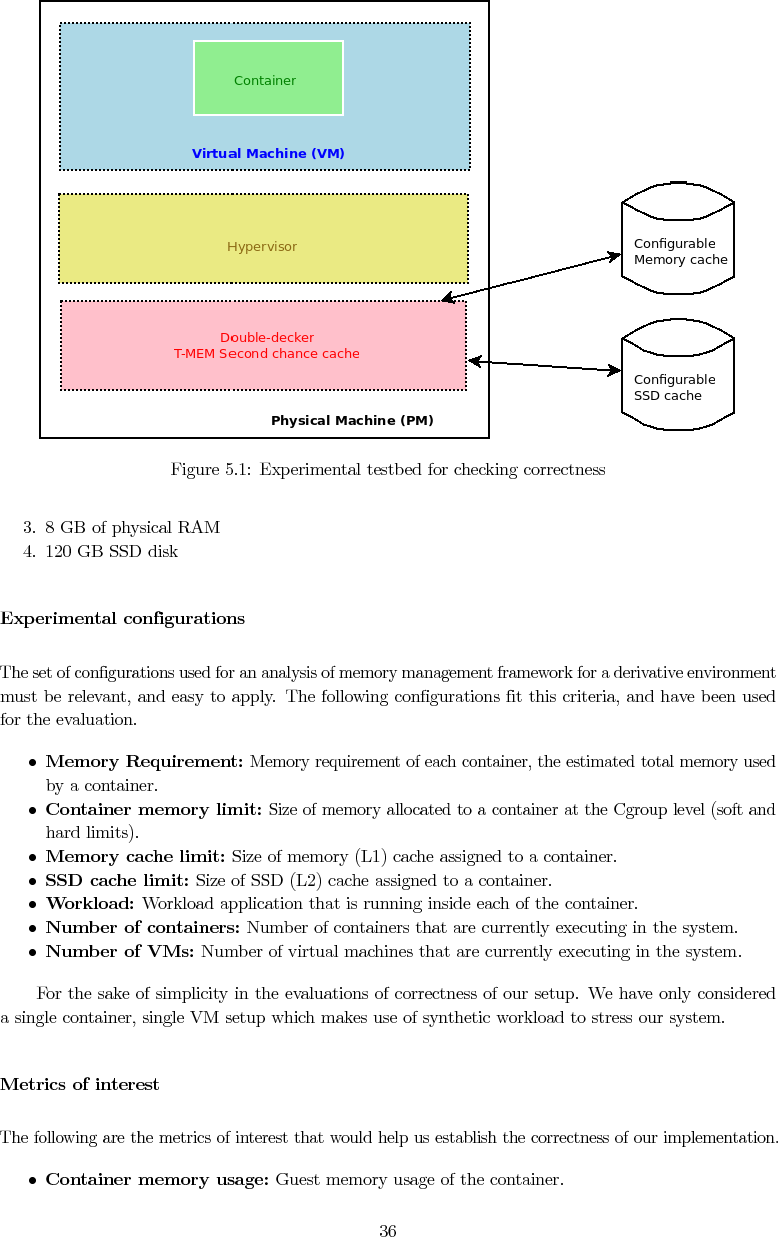 Container
Virtual Machine (VM)
Hypervisor
Configurable
Memory cache
Double-decker
T-MEM Second chance cache
Configurable
SSD cache
Physical Machine (PM)
Figure 5.1: Experimental testbed for checking correctness
3. 8 GB of physical RAM
4. 120 GB SSD disk
Experimental configurations
The set of configurations used for an analysis of memory management framework for a derivative environment
must be relevant, and easy to apply. The following configurations fit this criteria, and have been used
for the evaluation.
• Memory Requirement: Memory requirement of each container, the estimated total memory used
by a container.
• Container memory limit: Size of memory allocated to a container at the Cgroup level (soft and
hard limits).
• Memory cache limit: Size of memory (L1) cache assigned to a container.
• SSD cache limit: Size of SSD (L2) cache assigned to a container.
• Workload: Workload application that is running inside each of the container.
• Number of containers: Number of containers that are currently executing in the system.
• Number of VMs: Number of virtual machines that are currently executing in the system.
For the sake of simplicity in the evaluations of correctness of our setup. We have only considered
a single container, single VM setup which makes use of synthetic workload to stress our system.
Metrics of interest
The following are the metrics of interest that would help us establish the correctness of our implementation.
• Container memory usage: Guest memory usage of the container.
36